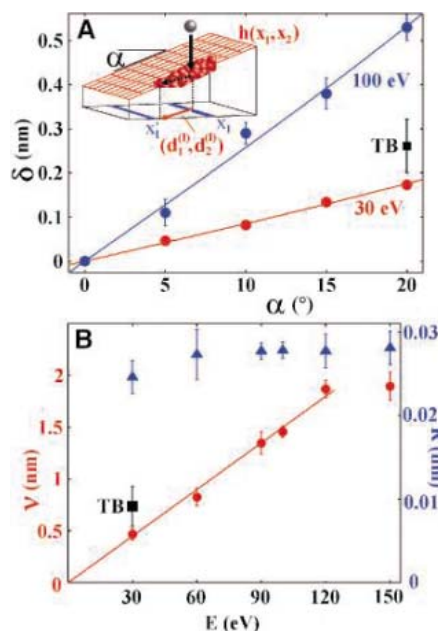 A
h(x₁,x₂)
α
x₁' x₁
(d₁⁽ˡ⁾,d₂⁽ˡ⁾)
100 eV
TB
30 eV
δ (nm)
0.5
0.4
0.3
0.2
0.1
0
0 5 10 15 20
α (°)
B
ν (nm)
2
1.5
1
0.5
0
0.03
0.02
0.01
0
TB
30 60 90 120 150
E (eV)